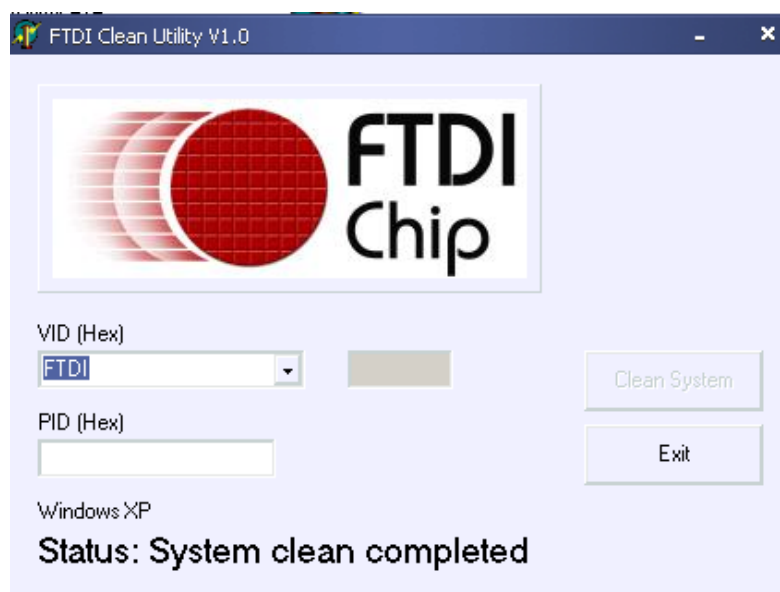 FTDI Clean Utility V1.0
FTDI
Chip
VID (Hex)
FTDI
Clean System
PID (Hex)
Exit
Windows XP
Status: System clean completed